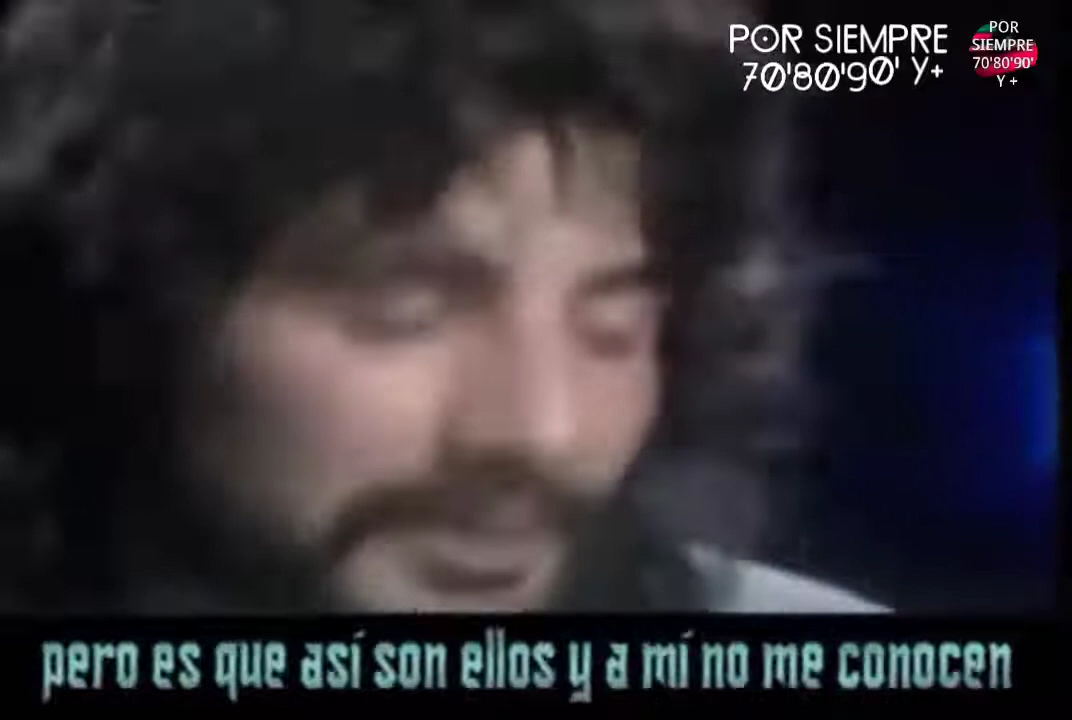 POR SIEMPRE
70'80'90' Y+
POR
SIEMPRE
70'80'90'
Y +
pero es que así son ellos y a mí no me conocen